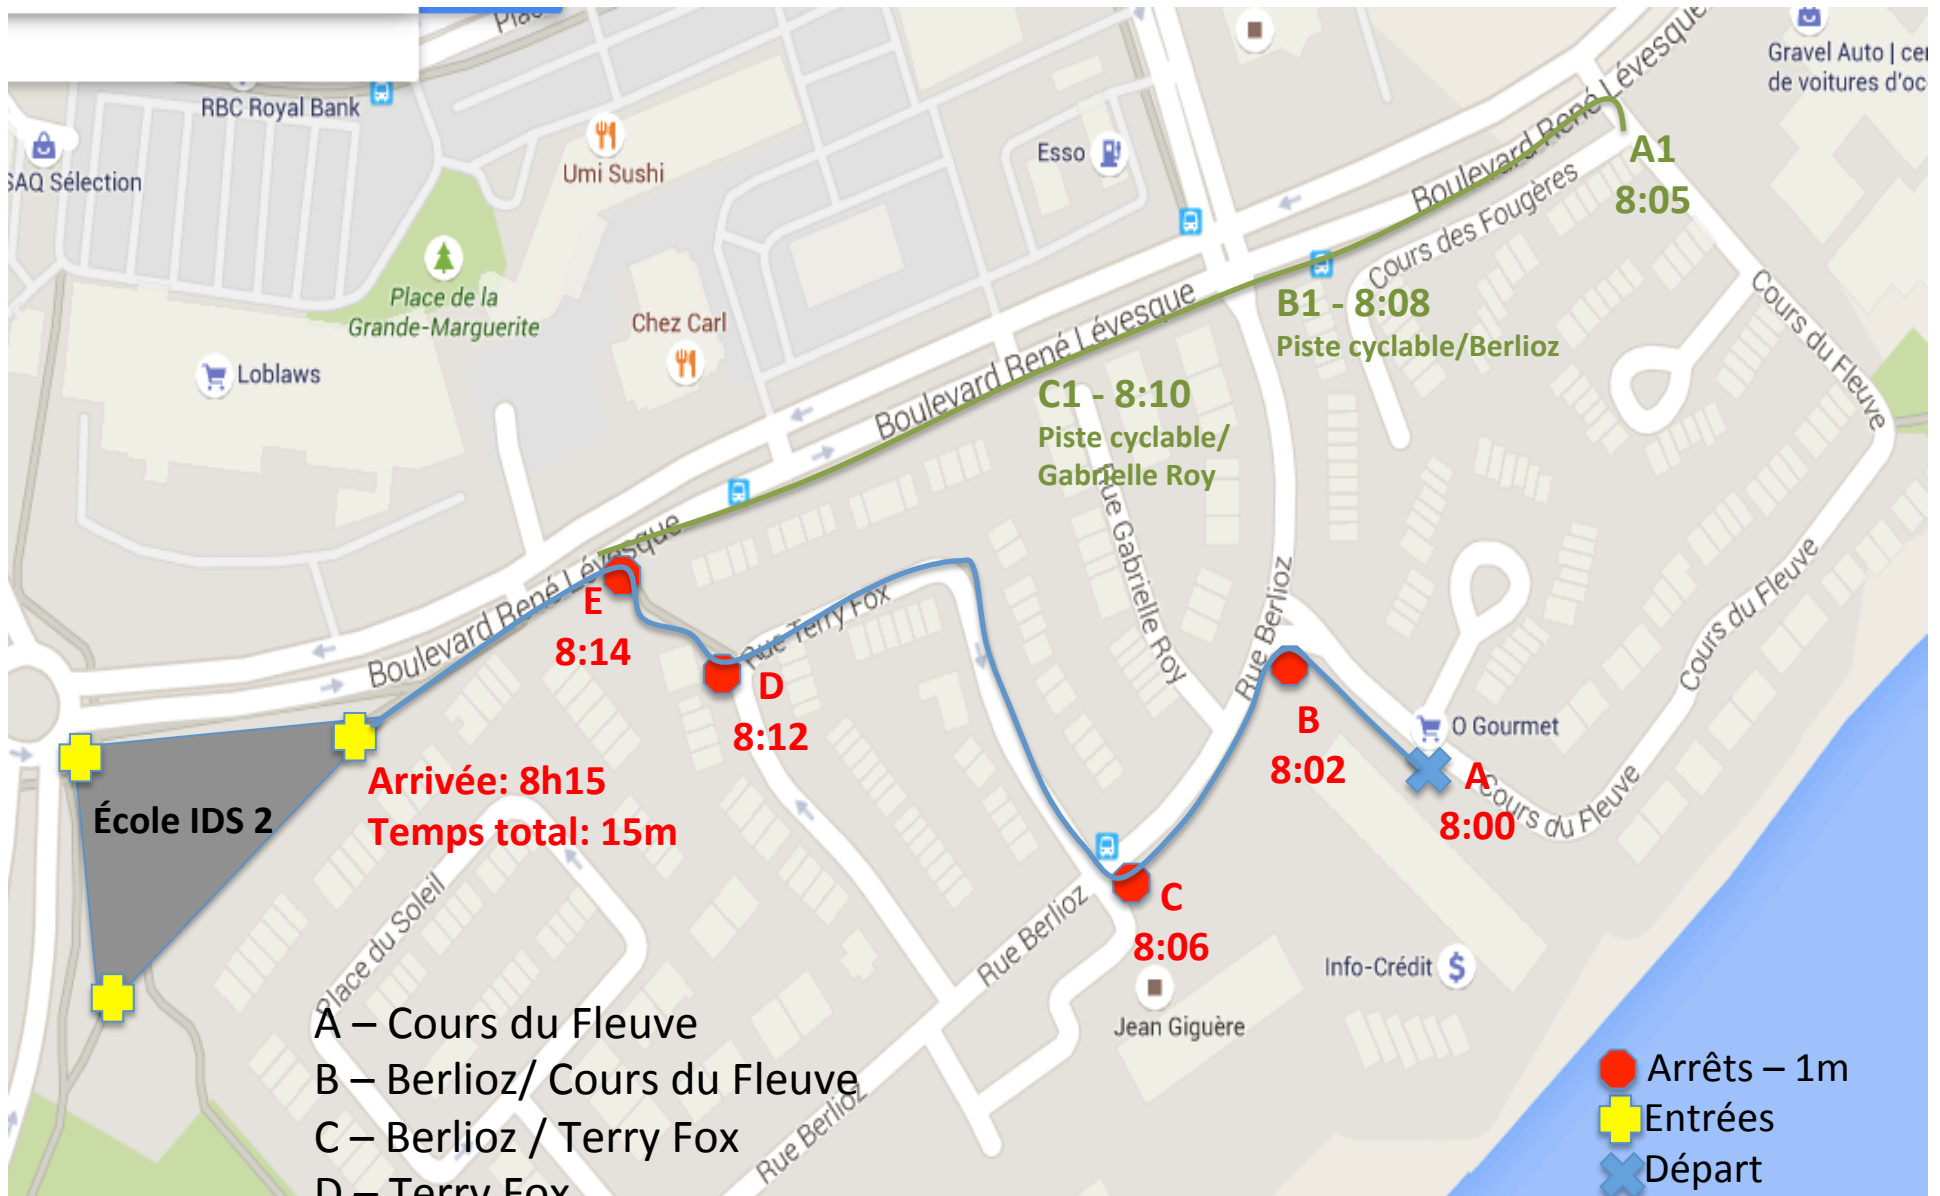 Gravel Auto | cer
de voitures d'oc
RBC Royal Bank
SAQ Sélection
Umi Sushi
Esso
Boulevard René Lévesque
A1
8:05
Cours des Fougères
Place de la
Grande-Marguerite
Chez Carl
Loblaws
Boulevard René Lévesque
B1 - 8:08
Piste cyclable/Berlioz
Cours du Fleuve
C1 - 8:10
Piste cyclable/
Gabrielle Roy
Rue Gabrielle Roy
Boulevard René Lévesque
E
8:14
Rue Terry Fox
D
8:12
Rue Berlioz
B
8:02
O Gourmet
A
8:00
Cours du Fleuve
Cours du Fleuve
Arrivée: 8h15
Temps total: 15m
École IDS 2
Place du Soleil
Rue Berlioz
C
8:06
Info-Crédit
Jean Giguère
Rue Berlioz
A – Cours du Fleuve
B – Berlioz/ Cours du Fleuve
C – Berlioz / Terry Fox
D – Terry Fox
Arrêts – 1m
Entrées
Départ